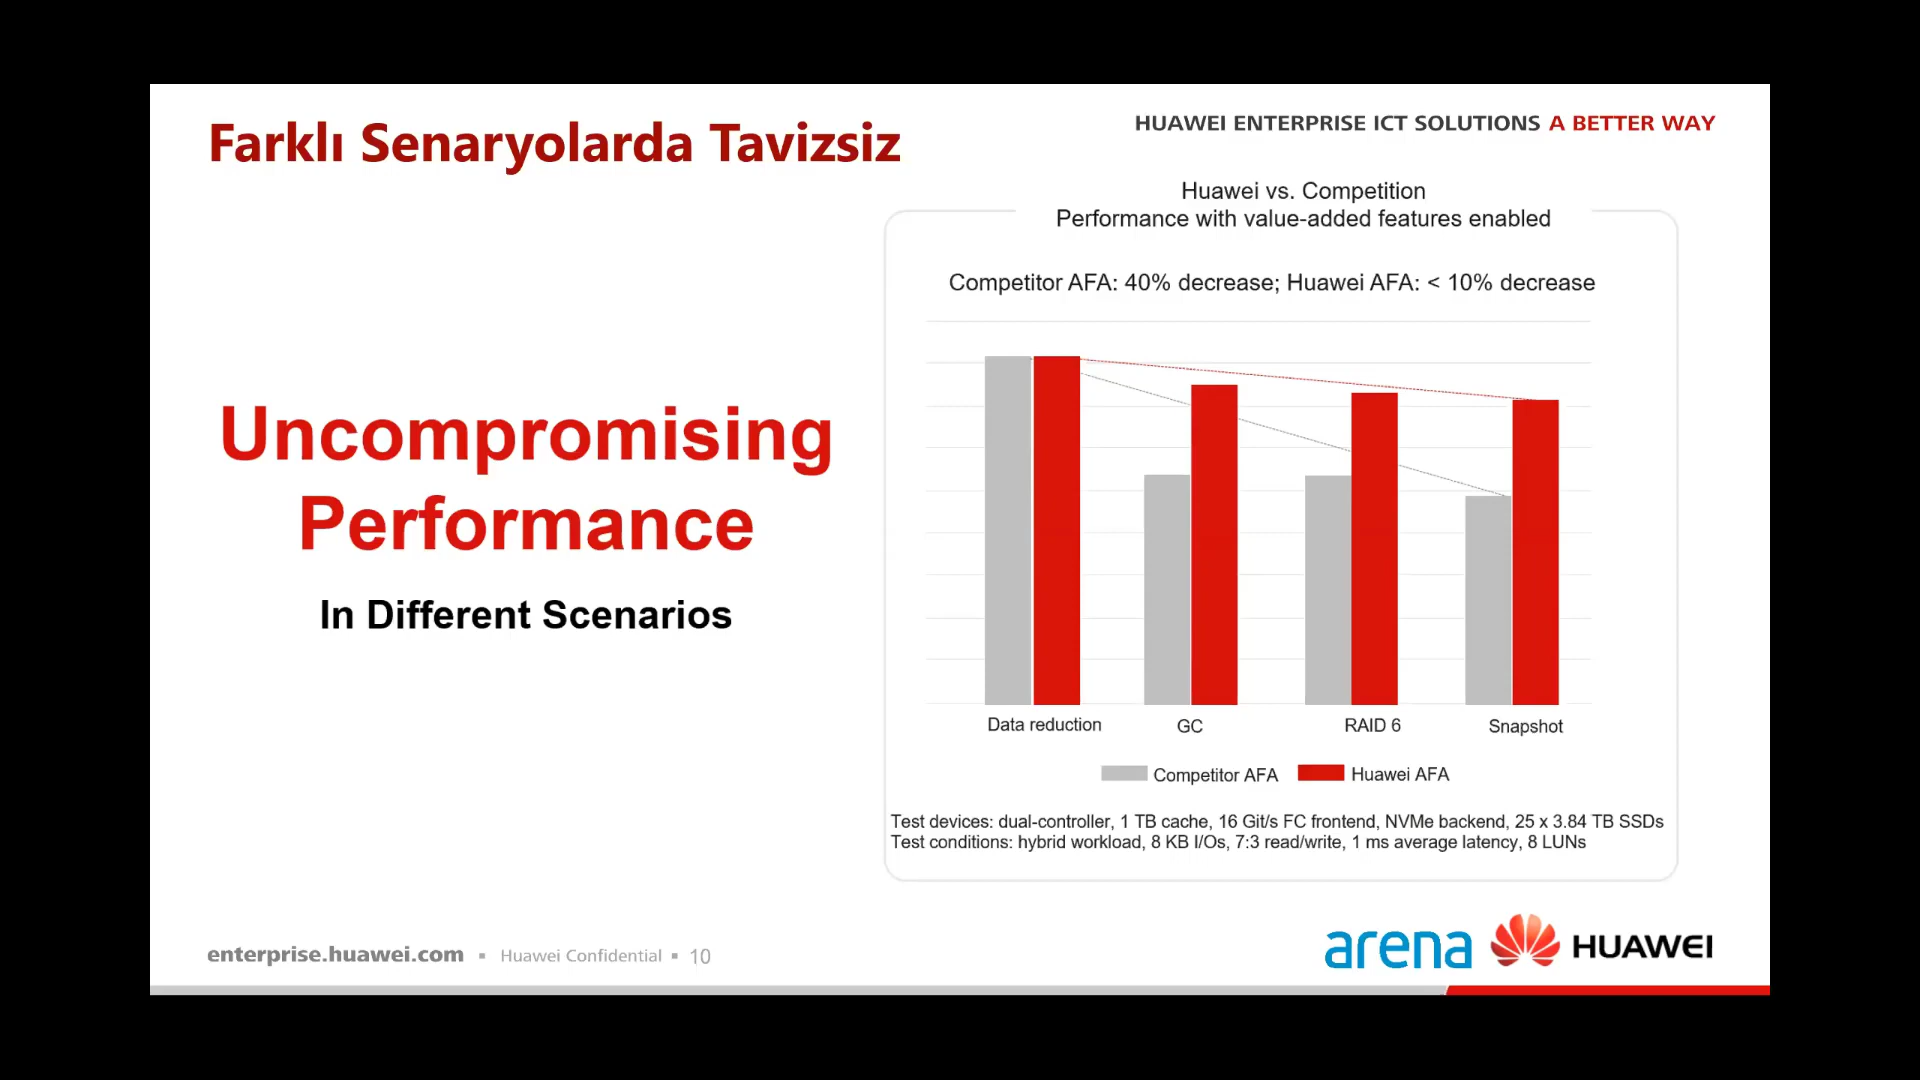 Farklı Senaryolarda Tavizsiz
HUAWEI ENTERPRISE ICT SOLUTIONS A BETTER WAY
Uncompromising
Performance
In Different Scenarios
Huawei vs. Competition
Performance with value-added features enabled
Competitor AFA: 40% decrease; Huawei AFA: < 10% decrease
Data reduction
GC
RAID 6
Snapshot
Competitor AFA
Huawei AFA
Test devices: dual-controller, 1 TB cache, 16 Git/s FC frontend, NVMe backend, 25 x 3.84 TB SSDs
Test conditions: hybrid workload, 8 KB I/Os, 7:3 read/write, 1 ms average latency, 8 LUNs
enterprise.huawei.com ▪ Huawei Confidential ▪ 10
arena
HUAWEI